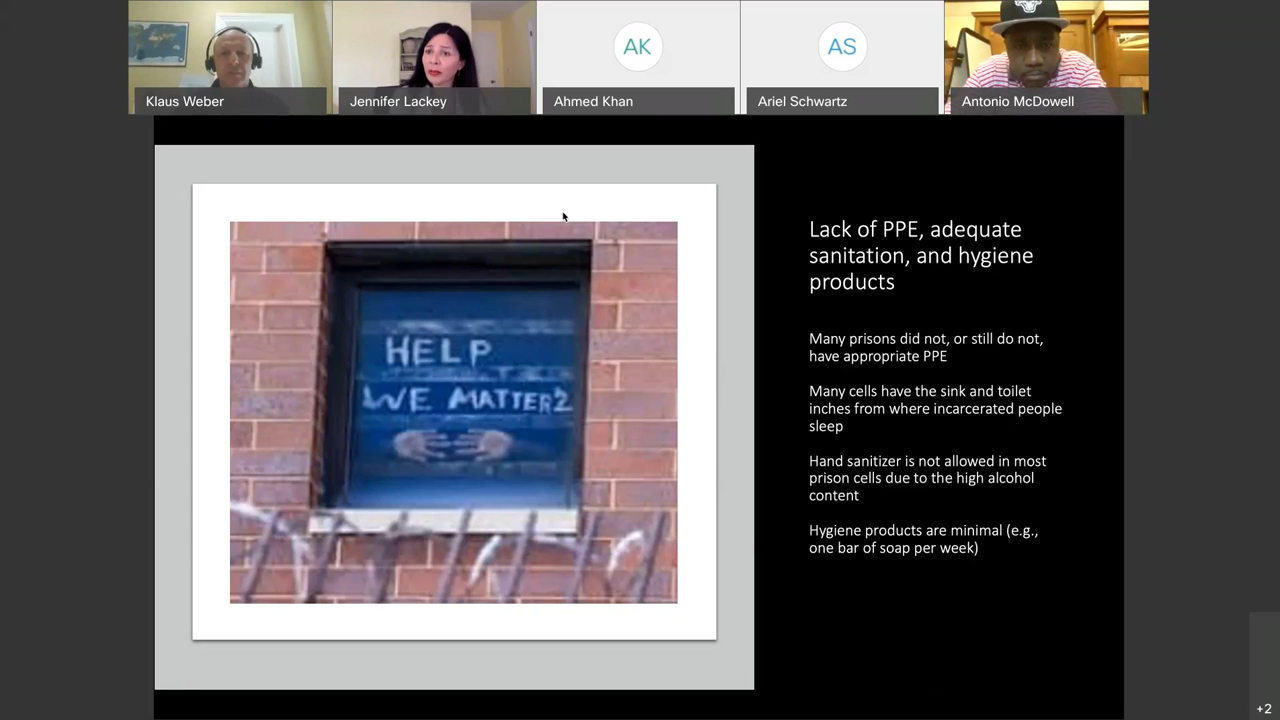 AK
AS
Klaus Weber
Jennifer Lackey
Ahmed Khan
Ariel Schwartz
Antonio McDowell
HELP
WE MATTER2
Lack of PPE, adequate
sanitation, and hygiene
products
Many prisons did not, or still do not,
have appropriate PPE
Many cells have the sink and toilet
inches from where incarcerated people
sleep
Hand sanitizer is not allowed in most
prison cells due to the high alcohol
content
Hygiene products are minimal (e.g.,
one bar of soap per week)
+2